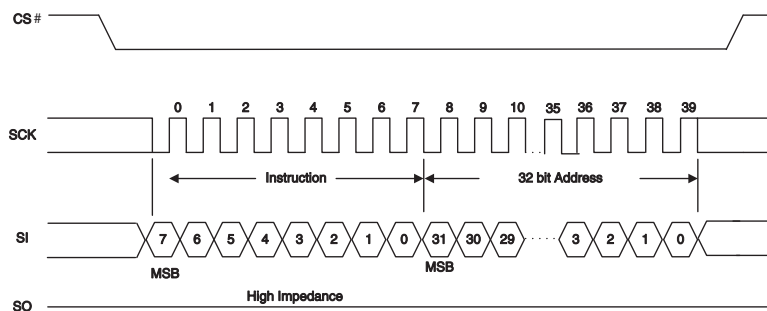 CS#
0 1 2 3 4 5 6 7 8 9 10 35 36 37 38 39
SCK
Instruction 32 bit Address
SI 7 6 5 4 3 2 1 0 31 30 29 3 2 1 0
MSB MSB
High Impedance
SO